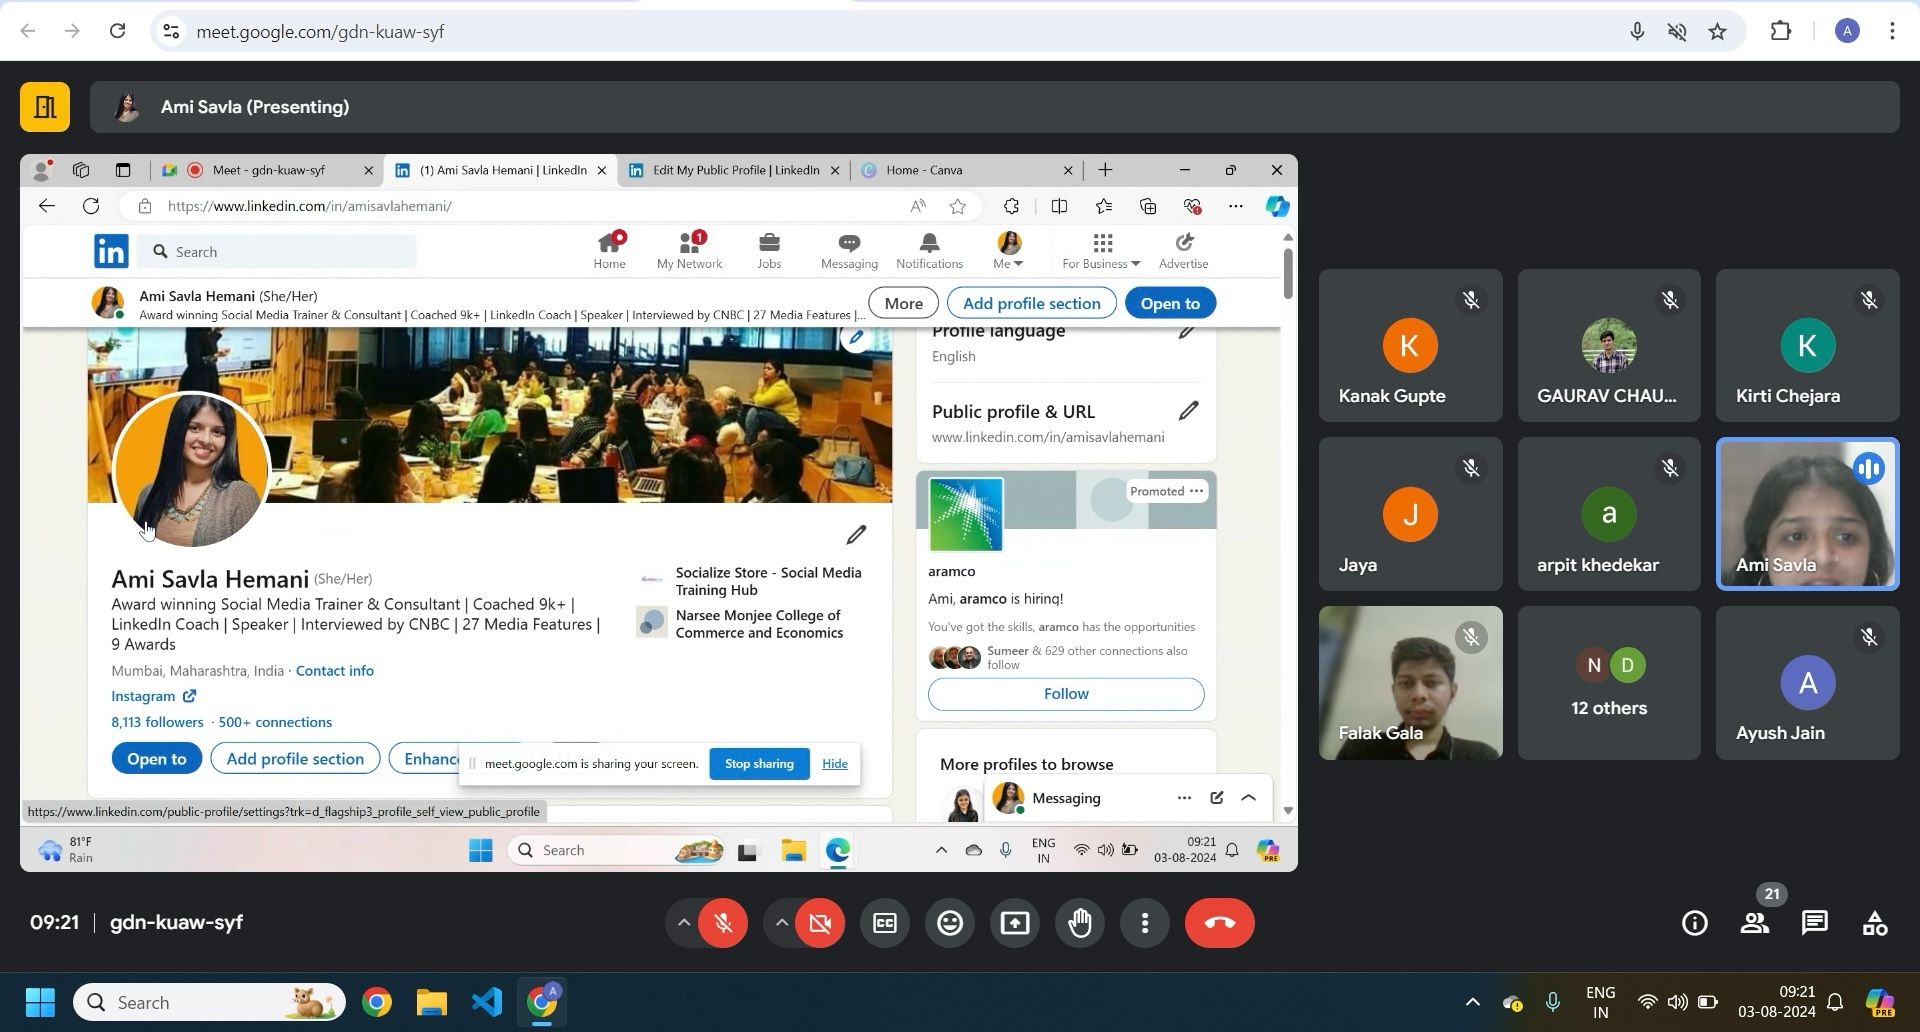 meet.google.com/gdn-kuaw-syf
A
Ami Savla (Presenting)
Meet - gdn-kuaw-syf
(1) Ami Savla Hemani | LinkedIn
Edit My Public Profile | LinkedIn
Home - Canva
https://www.linkedin.com/in/amisavlahemani/
in
Search
Home
1
My Network
Jobs
Messaging
Notifications
Me
For Business
Advertise
Ami Savla Hemani (She/Her)
Award winning Social Media Trainer & Consultant | Coached 9k+ | LinkedIn Coach | Speaker | Interviewed by CNBC | 27 Media Features |...
More
Add profile section
Open to
Profile language
English
Public profile & URL
www.linkedin.com/in/amisavlahemani
Promoted
aramco
Ami, aramco is hiring!
You've got the skills, aramco has the opportunities
Sumeer & 629 other connections also
follow
Follow
More profiles to browse
Messaging
Ami Savla Hemani (She/Her)
Award winning Social Media Trainer & Consultant | Coached 9k+ |
LinkedIn Coach | Speaker | Interviewed by CNBC | 27 Media Features |
9 Awards
Mumbai, Maharashtra, India · Contact info
Instagram
8,113 followers · 500+ connections
Open to
Add profile section
Enhanc
Socialize Store - Social Media
Training Hub
Narsee Monjee College of
Commerce and Economics
meet.google.com is sharing your screen.
Stop sharing
Hide
https://www.linkedin.com/public-profile/settings?trk=d_flagship3_profile_self_view_public_profile
81°F
Rain
Search
ENG
IN
09:21
03-08-2024
PRE
K
Kanak Gupte
GAURAV CHAU...
K
Kirti Chejara
J
Jaya
a
arpit khedekar
Ami Savla
Falak Gala
N D
12 others
A
Ayush Jain
09:21 | gdn-kuaw-syf
CC
21
Search
A
ENG
IN
09:21
03-08-2024
PRE